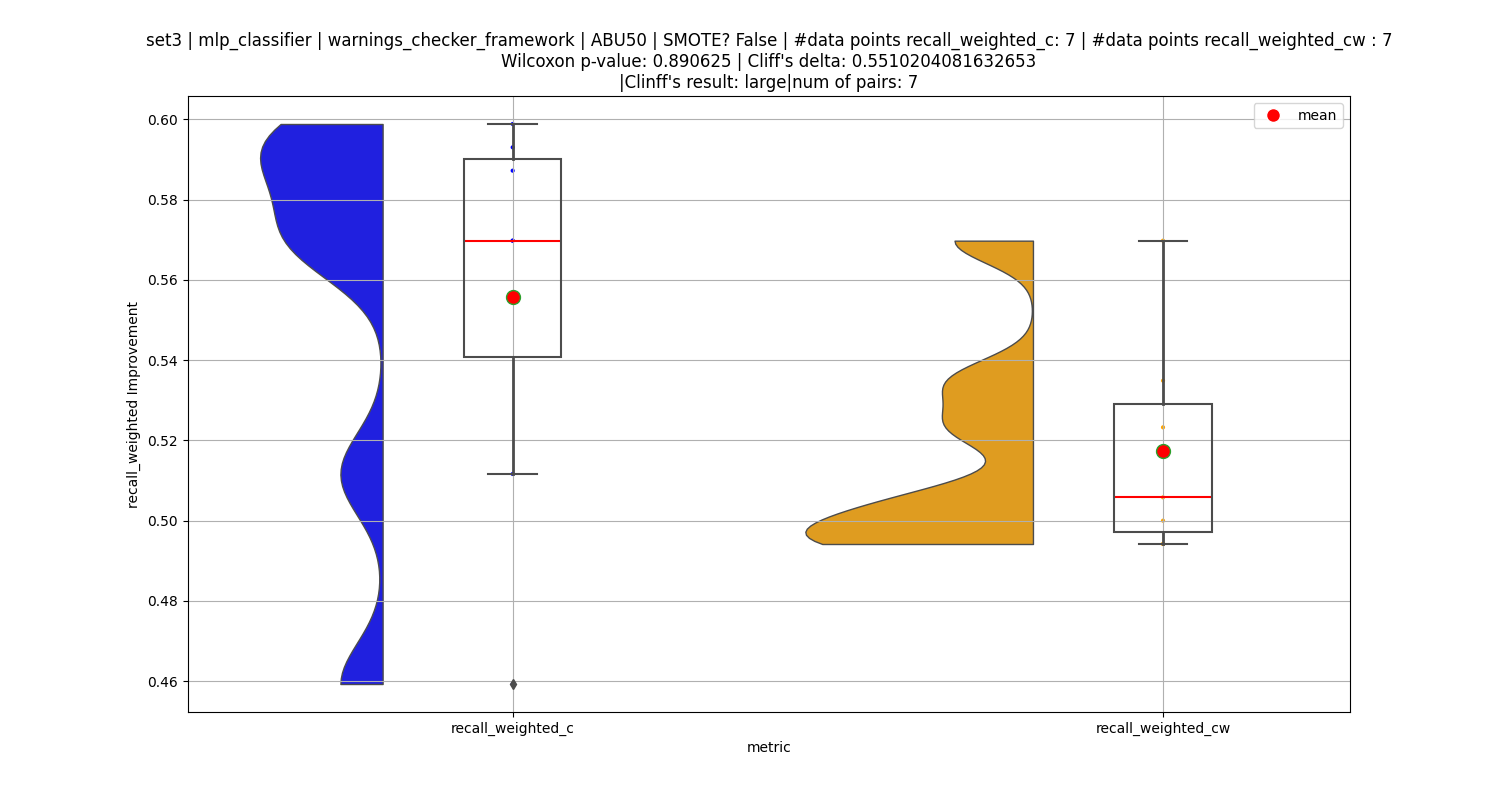 set3 | mlp_classifier | warnings_checker_framework | ABU50 | SMOTE? False | #data points recall_weighted_c: 7 | #data points recall_weighted_cw : 7
Wilcoxon p-value: 0.890625 | Cliff's delta: 0.5510204081632653
|Clinff's result: large|num of pairs: 7
mean
recall_weighted Improvement
0.60
0.58
0.56
0.54
0.52
0.50
0.48
0.46
recall_weighted_c
recall_weighted_cw
metric